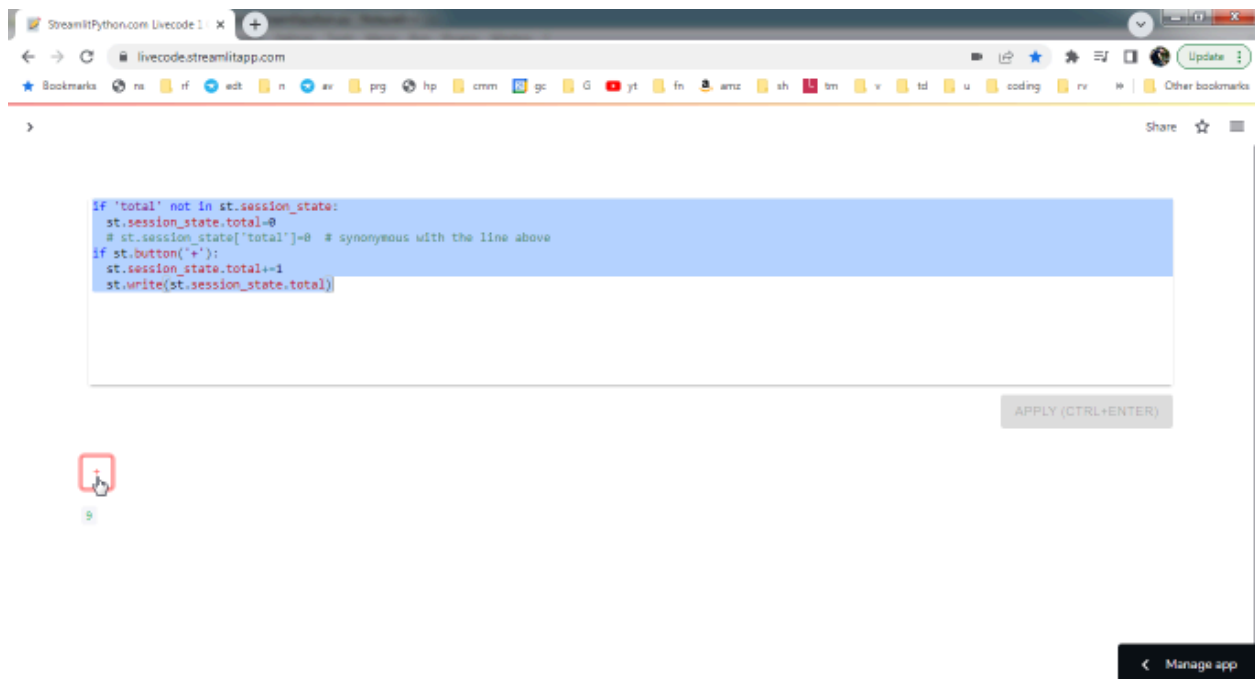 StreamlitPython.com Livecode 1
livecode.streamlitapp.com
Update
Bookmarks ns rf edt n av prg hp cmm gc G yt fn amz sh tm v td u coding rv » Other bookmarks
Share
if 'total' not in st.session_state:
st.session_state.total=0
# st.session_state['total']=0 # synonymous with the line above
if st.button('+'):
st.session_state.total+=1
st.write(st.session_state.total)
APPLY (CTRL+ENTER)
+
9
Manage app